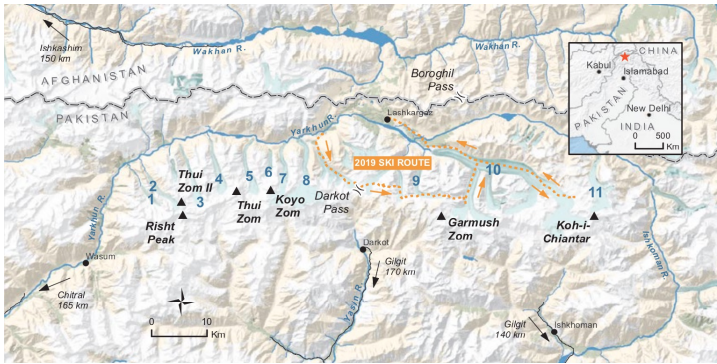 Ishkashim
150 km
Wakhan R.
Wakhan R.
AFGHANISTAN
PAKISTAN
Boroghil
Pass
Lashkargaz
Yarkhun R.
CHINA
Kabul
Islamabad
PAKISTAN
New Delhi
INDIA
0 500
Km
2019 SKI ROUTE
Thui
Zom II
2
1
3
4
5
6
7
8
9
10
11
Risht
Peak
Thui
Zom
Koyo
Zom
Darkot
Pass
Garmush
Zom
Koh-i-
Chiantar
Yarkhun R.
Wasum
Chitral
165 km
0 10
Km
Darkot
Gilgit
170 km
Yasin R.
Gilgit
140 km
Ishkhoman
Ishkoman R.